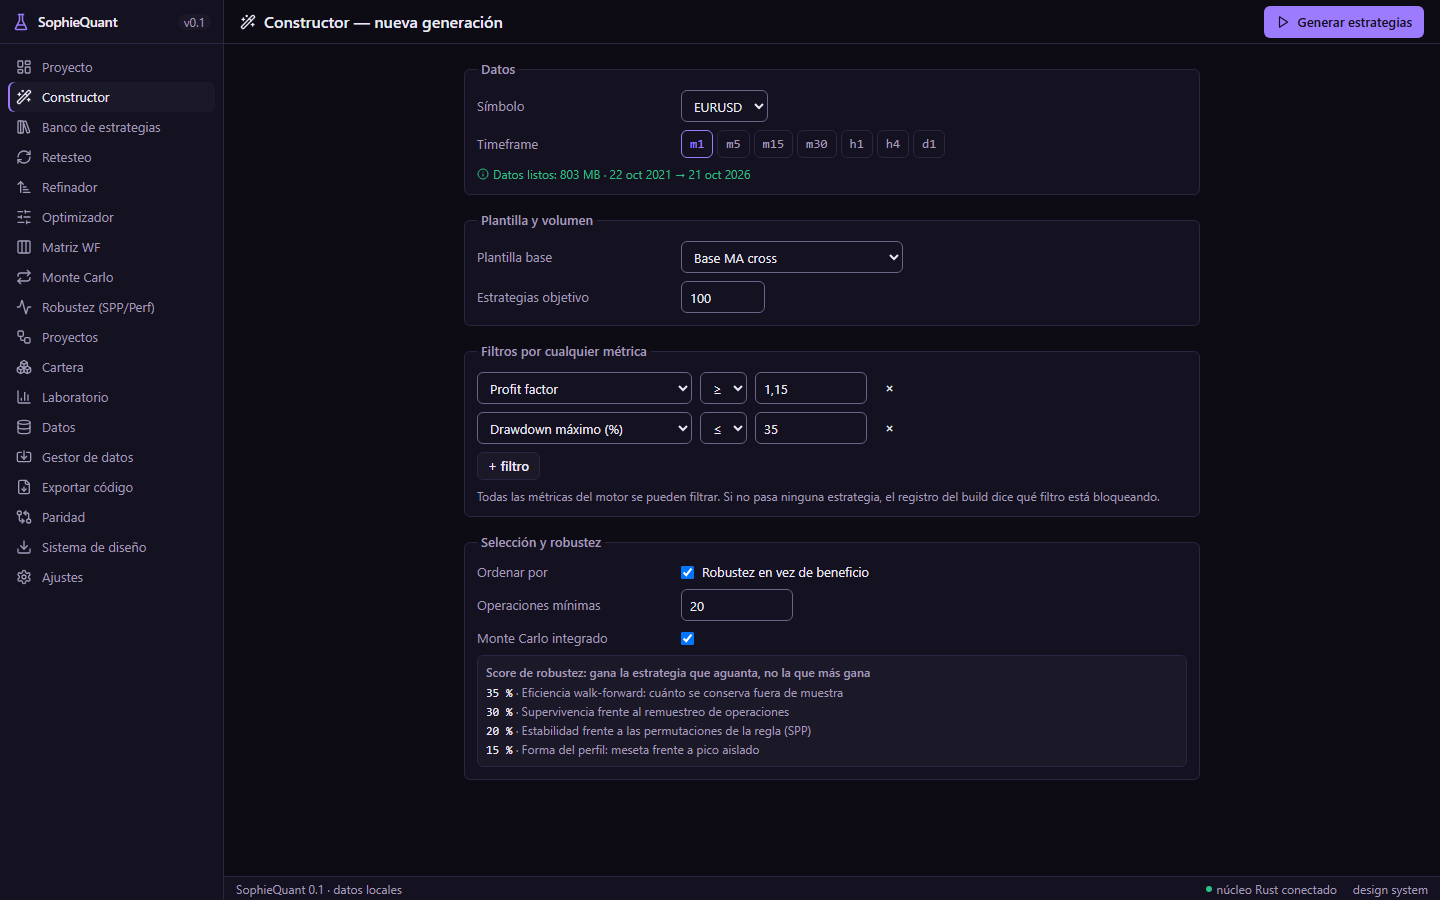 SophieQuant v0.1
Proyecto
Constructor
Banco de estrategias
Retesteo
Refinador
Optimizador
Matriz WF
Monte Carlo
Robustez (SPP/Perf)
Proyectos
Cartera
Laboratorio
Datos
Gestor de datos
Exportar código
Paridad
Sistema de diseño
Ajustes
Constructor — nueva generación
Generar estrategias
Datos
Símbolo EURUSD
Timeframe m1 m5 m15 m30 h1 h4 d1
Datos listos: 803 MB · 22 oct 2021 → 21 oct 2026
Plantilla y volumen
Plantilla base Base MA cross
Estrategias objetivo 100
Filtros por cualquier métrica
Profit factor ≥ 1,15 ×
Drawdown máximo (%) ≤ 35 ×
+ filtro
Todas las métricas del motor se pueden filtrar. Si no pasa ninguna estrategia, el registro del build dice qué filtro está bloqueando.
Selección y robustez
Ordenar por Robustez en vez de beneficio
Operaciones mínimas 20
Monte Carlo integrado
Score de robustez: gana la estrategia que aguanta, no la que más gana
35 % · Eficiencia walk-forward: cuánto se conserva fuera de muestra
30 % · Supervivencia frente al remuestreo de operaciones
20 % · Estabilidad frente a las permutaciones de la regla (SPP)
15 % · Forma del perfil: meseta frente a pico aislado
SophieQuant 0.1 · datos locales
núcleo Rust conectado design system